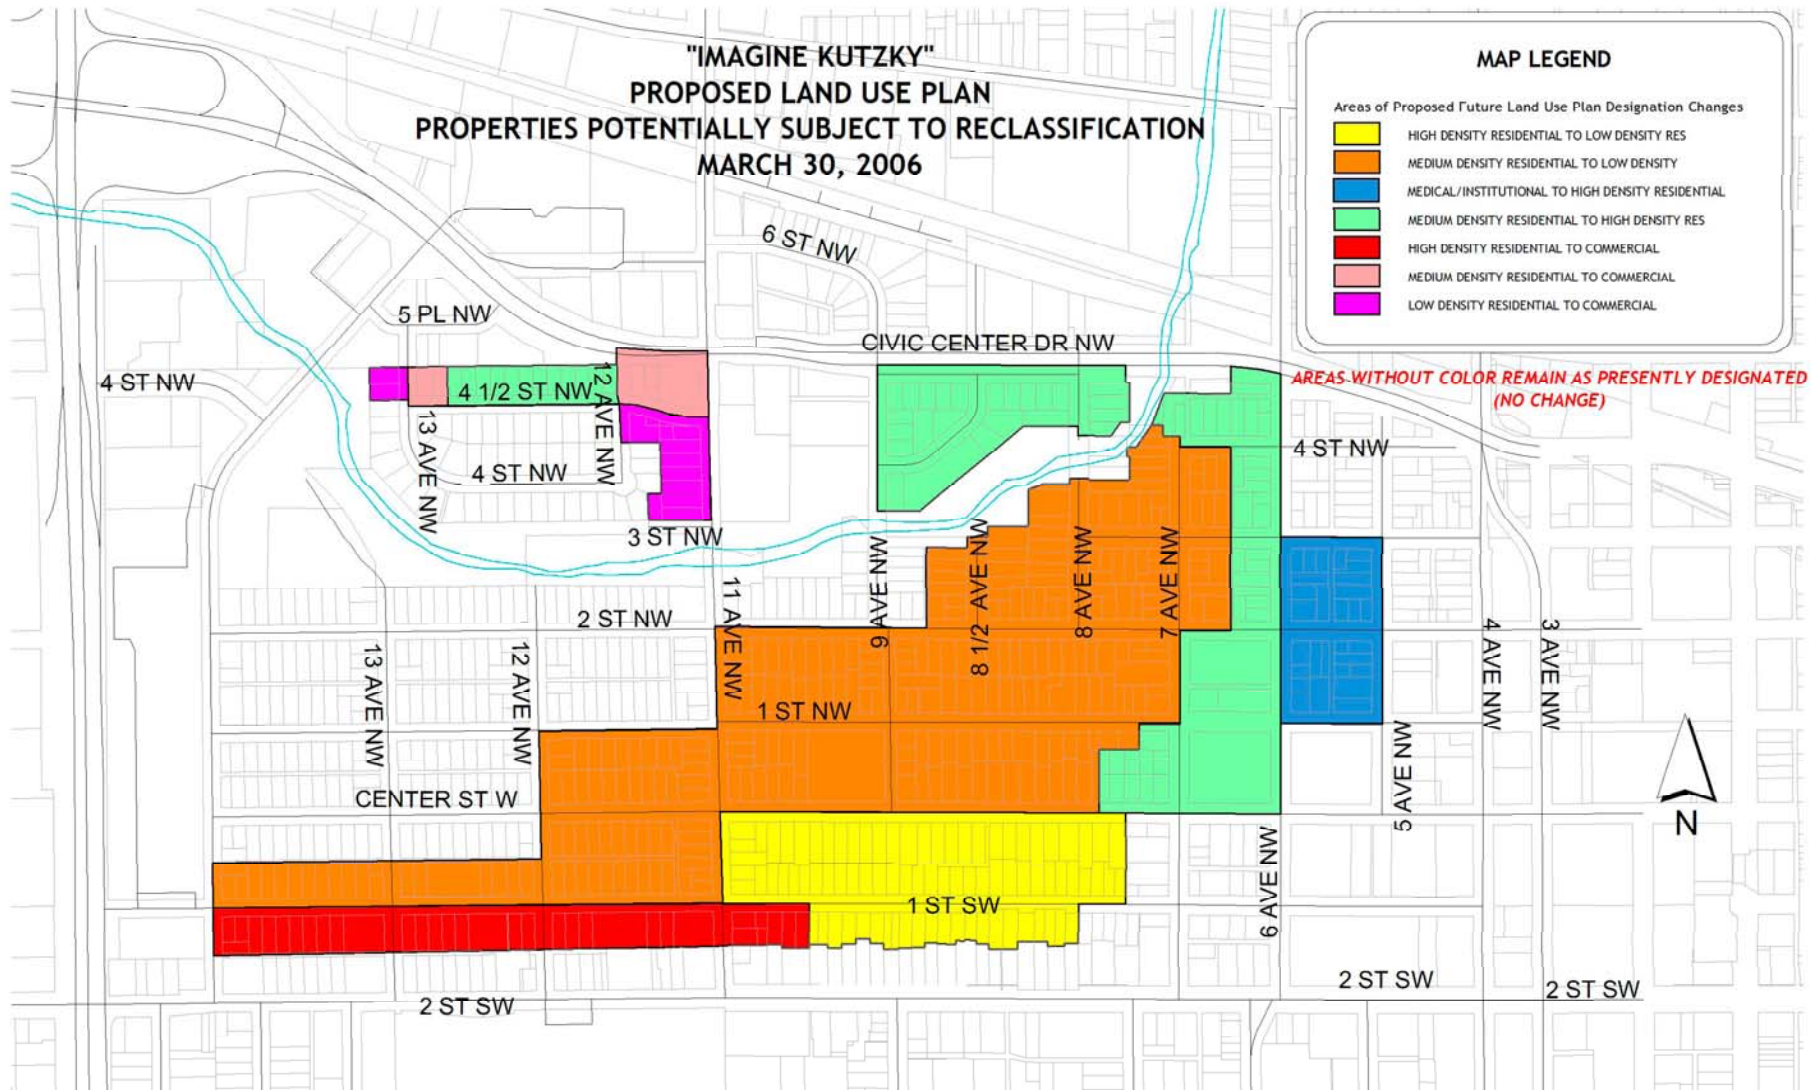 "IMAGINE KUTZKY"
PROPOSED LAND USE PLAN
PROPERTIES POTENTIALLY SUBJECT TO RECLASSIFICATION
MARCH 30, 2006
MAP LEGEND
Areas of Proposed Future Land Use Plan Designation Changes
HIGH DENSITY RESIDENTIAL TO LOW DENSITY RES
MEDIUM DENSITY RESIDENTIAL TO LOW DENSITY
MEDICAL/INSTITUTIONAL TO HIGH DENSITY RESIDENTIAL
MEDIUM DENSITY RESIDENTIAL TO HIGH DENSITY RES
HIGH DENSITY RESIDENTIAL TO COMMERCIAL
MEDIUM DENSITY RESIDENTIAL TO COMMERCIAL
LOW DENSITY RESIDENTIAL TO COMMERCIAL
AREAS WITHOUT COLOR REMAIN AS PRESENTLY DESIGNATED
(NO CHANGE)
6 ST NW
5 PL NW
CIVIC CENTER DR NW
4 ST NW
4 1/2 ST NW
12 AVE NW
13 AVE NW
4 ST NW
4 ST NW
3 ST NW
9 AVE NW
8 1/2 AVE NW
8 AVE NW
7 AVE NW
11 AVE NW
2 ST NW
13 AVE NW
12 AVE NW
4 AVE NW
3 AVE NW
1 ST NW
5 AVE NW
CENTER ST W
N
6 AVE NW
1 ST SW
2 ST SW
2 ST SW
2 ST SW